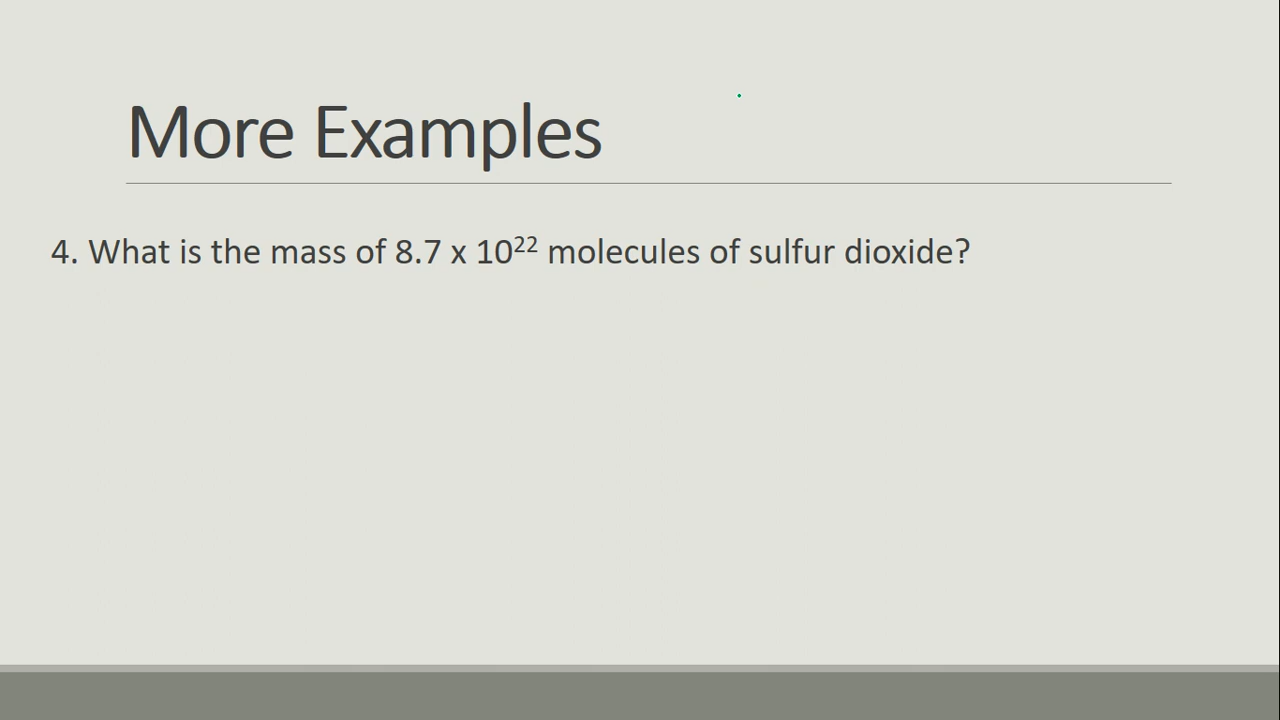 More Examples
4. What is the mass of 8.7 x 10²² molecules of sulfur dioxide?